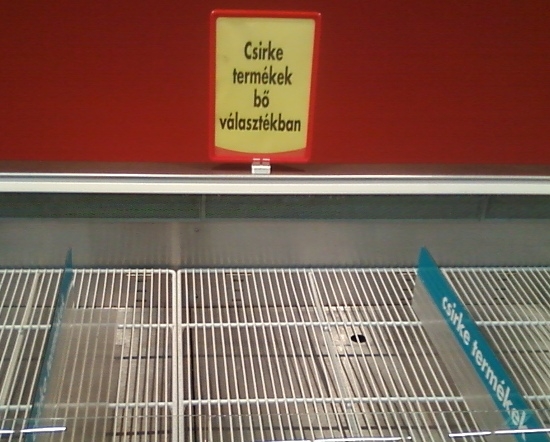 Csirke
termékek
bő
választékban
csirke termékek